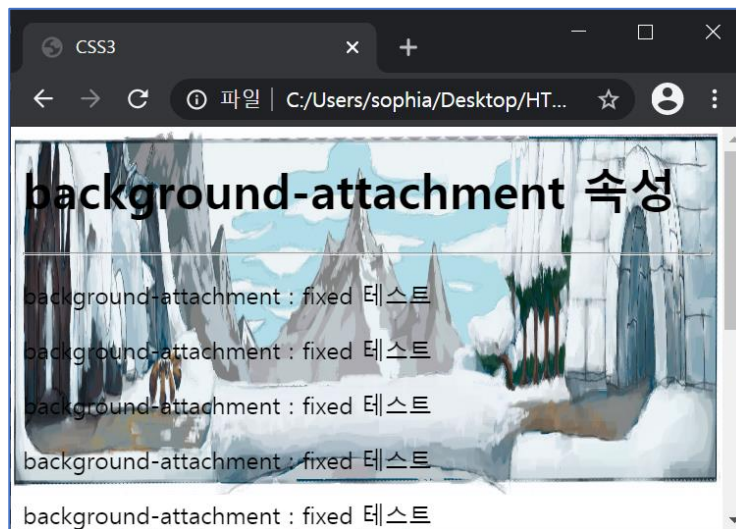 CSS3
파일 | C:/Users/sophia/Desktop/HT...
background-attachment 속성
background-attachment : fixed 테스트
background-attachment : fixed 테스트
background-attachment : fixed 테스트
background-attachment : fixed 테스트
background-attachment : fixed 테스트